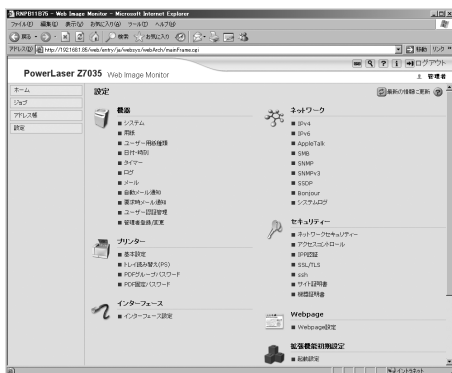 RNPB11875 - Web Image Monitor - Microsoft Internet Explorer
ファイル(F) 編集(E) 表示(V) お気に入り(A) ツール(T) ヘルプ(H)
戻る 検索 お気に入り
アドレス(D) 移動 リンク
ログアウト
PowerLaser Z7035 Web Image Monitor
管理者
ホーム
ジョブ
アドレス帳
設定
設定
最新の情報に更新
機器
システム
用紙
ユーザー用紙種類
日付・時刻
タイマー
ログ
メール
自動メール通知
要求時メール通知
ユーザー認証管理
管理者登録/変更
プリンター
基本設定
トレイ読み替え(PS)
PDFグループパスワード
PDF固定パスワード
インターフェース
インターフェース設定
ネットワーク
IPv4
IPv6
AppleTalk
SMB
SNMP
SNMPv3
SSDP
Bonjour
システムログ
セキュリティー
ネットワークセキュリティー
アクセスコントロール
IPP認証
SSL/TLS
ssh
サイト証明書
機器証明書
Webpage
Webpage設定
拡張機能初期設定
起動設定
イントラネット